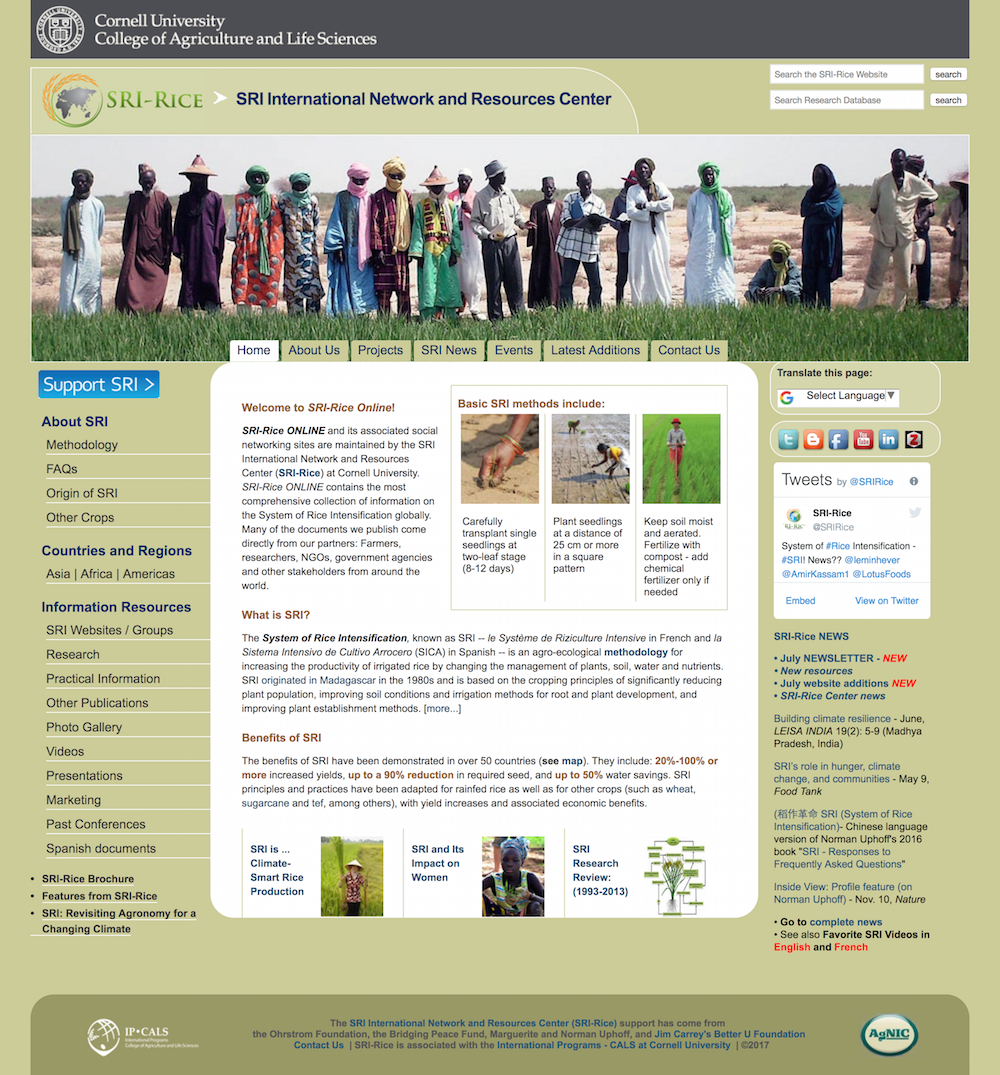 Cornell University
College of Agriculture and Life Sciences
SRI-RICE
SRI International Network and Resources Center
Search the SRI-Rice Website
search
Search Research Database
search
Home
About Us
Projects
SRI News
Events
Latest Additions
Contact Us
Support SRI >
About SRI
Methodology
FAQs
Origin of SRI
Other Crops
Countries and Regions
Asia | Africa | Americas
Information Resources
SRI Websites / Groups
Research
Practical Information
Other Publications
Photo Gallery
Videos
Presentations
Marketing
Past Conferences
Spanish documents
• SRI-Rice Brochure
• Features from SRI-Rice
• SRI: Revisiting Agronomy for a
Changing Climate
Welcome to SRI-Rice Online!
SRI-Rice ONLINE and its associated social
networking sites are maintained by the SRI
International Network and Resources
Center (SRI-Rice) at Cornell University.
SRI-Rice ONLINE contains the most
comprehensive collection of information on
the System of Rice Intensification globally.
Many of the documents we publish come
directly from our partners: Farmers,
researchers, NGOs, government agencies
and other stakeholders from around the
world.
Basic SRI methods include:
Carefully
transplant single
seedlings at
two-leaf stage
(8-12 days)
Plant seedlings
at a distance of
25 cm or more
in a square
pattern
Keep soil moist
and aerated.
Fertilize with
compost - add
chemical
fertilizer only if
needed
What is SRI?
The System of Rice Intensification, known as SRI -- le Système de Riziculture Intensive in French and la
Sistema Intensivo de Cultivo Arrocero (SICA) in Spanish -- is an agro-ecological methodology for
increasing the productivity of irrigated rice by changing the management of plants, soil, water and nutrients.
SRI originated in Madagascar in the 1980s and is based on the cropping principles of significantly reducing
plant population, improving soil conditions and irrigation methods for root and plant development, and
improving plant establishment methods. [more...]
Benefits of SRI
The benefits of SRI have been demonstrated in over 50 countries (see map). They include: 20%-100% or
more increased yields, up to a 90% reduction in required seed, and up to 50% water savings. SRI
principles and practices have been adapted for rainfed rice as well as for other crops (such as wheat,
sugarcane and tef, among others), with yield increases and associated economic benefits.
SRI is ...
Climate-
Smart Rice
Production
SRI and Its
Impact on
Women
SRI
Research
Review:
(1993-2013)
Translate this page:
G Select Language ▼
You
Tube
in
Tweets by @SRIRice
SRI-Rice
@SRIRice
System of #Rice Intensification -
#SRI! News?? @leminhever
@AmirKassam1 @LotusFoods
Embed
View on Twitter
SRI-Rice NEWS
• July NEWSLETTER - NEW
• New resources
• July website additions NEW
• SRI-Rice Center news
Building climate resilience - June,
LEISA INDIA 19(2): 5-9 (Madhya
Pradesh, India)
SRI's role in hunger, climate
change, and communities - May 9,
Food Tank
(稻作革命 SRI (System of Rice
Intensification)- Chinese language
version of Norman Uphoff's 2016
book "SRI - Responses to
Frequently Asked Questions"
Inside View: Profile feature (on
Norman Uphoff) - Nov. 10, Nature
• Go to complete news
• See also Favorite SRI Videos in
English and French
IP•CALS
International Programs
College of Agriculture and Life Sciences
The SRI International Network and Resources Center (SRI-Rice) support has come from
the Ohrstrom Foundation, the Bridging Peace Fund, Marguerite and Norman Uphoff, and Jim Carrey's Better U Foundation
Contact Us | SRI-Rice is associated with the International Programs - CALS at Cornell University | ©2017
AgNIC